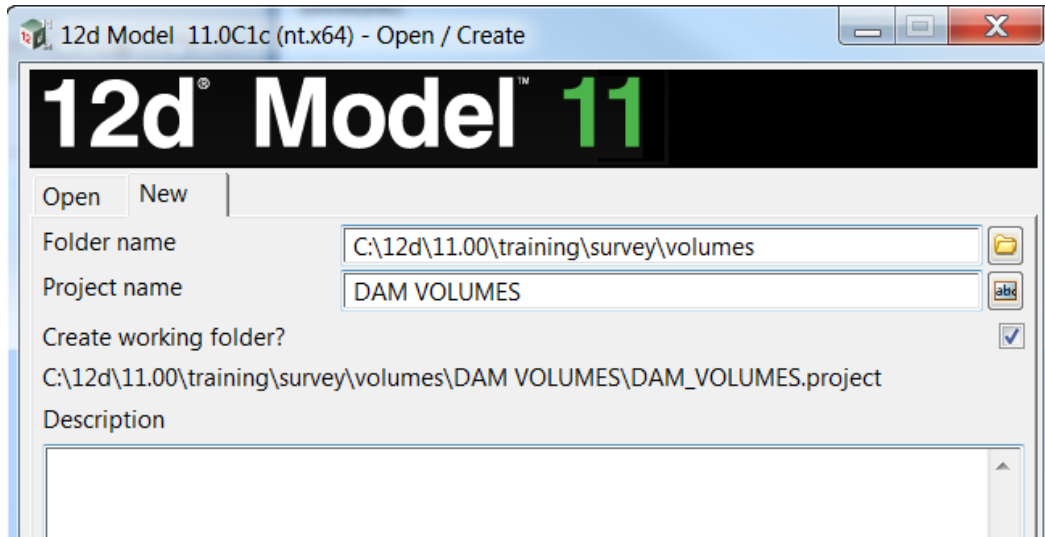 12d Model 11.0C1c (nt.x64) - Open / Create
12d® Model™ 11
Open New
Folder name C:\12d\11.00\training\survey\volumes
Project name DAM VOLUMES abc
Create working folder?
C:\12d\11.00\training\survey\volumes\DAM VOLUMES\DAM_VOLUMES.project
Description